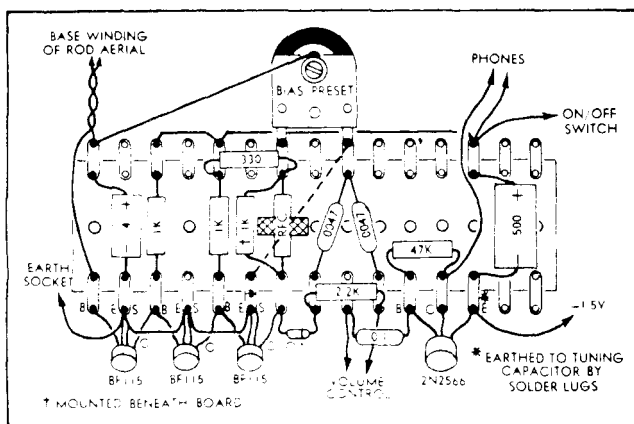 BASE WINDING
OF ROD AERIAL
PHONES
BIAS PRESET
ON/OFF
SWITCH
330
4
1K
1K
† 1K
RFC
.0047
.0047
47K
500
EARTH
SOCKET
B E S B E S B E S
2.2K
B C E
C C
-1.5V
BF115 BF115 BF115
VOLUME
CONTROL
2N2566
* EARTHED TO TUNING
CAPACITOR BY
SOLDER LUGS
† MOUNTED BENEATH BOARD